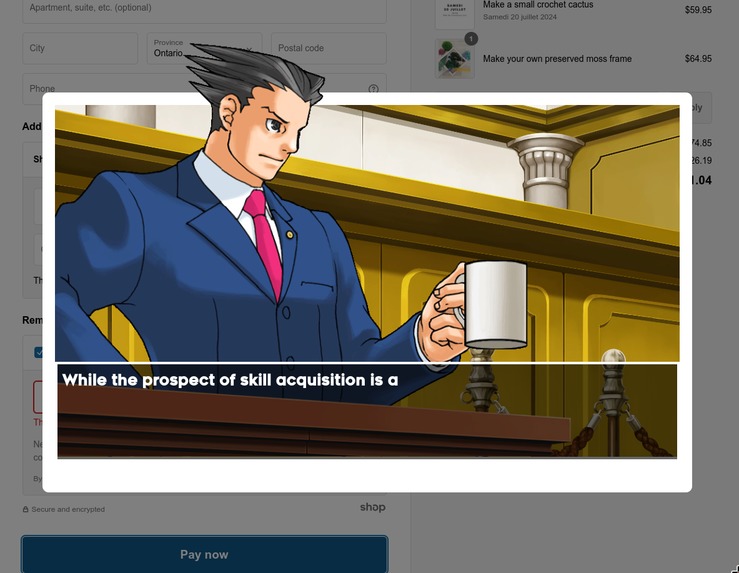 Apartment, suite, etc. (optional)
City
Province
Ontario
Postal code
Phone
SAMEDI
20 JUILLET
2024
Make a small crochet cactus
Samedi 20 juillet 2024
$59.95
1
Make your own preserved moss frame
$64.95
ply
74.85
26.19
1.04
Add
Sh
Th
Rem
Th
Ne
co
By
While the prospect of skill acquisition is a
Secure and encrypted
shop
Pay now